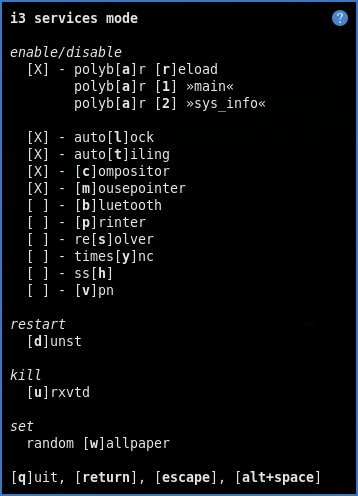 i3 services mode ?
enable/disable
[X] - polyb[a]r [r]eload
polyb[a]r [1] »main«
polyb[a]r [2] »sys_info«
[X] - auto[l]ock
[X] - auto[t]iling
[X] - [c]ompositor
[X] - [m]ousepointer
[ ] - [b]luetooth
[ ] - [p]rinter
[ ] - re[s]olver
[ ] - times[y]nc
[ ] - ss[h]
[ ] - [v]pn
restart
[d]unst
kill
[u]rxvtd
set
random [w]allpaper
[q]uit, [return], [escape], [alt+space]